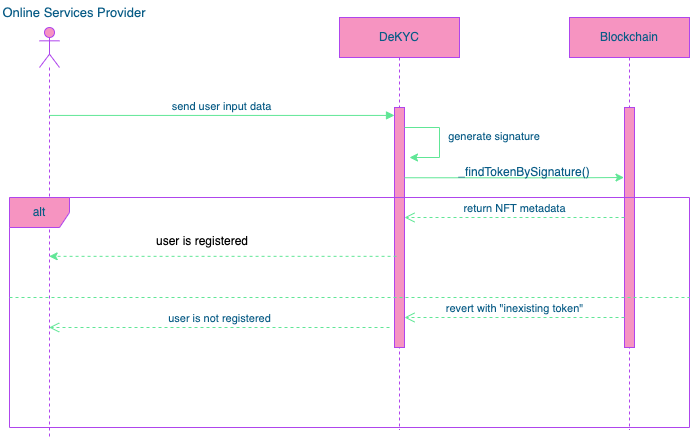 Online Services Provider
DeKYC
Blockchain
send user input data
generate signature
_findTokenBySignature()
alt
return NFT metadata
user is registered
revert with "inexisting token"
user is not registered